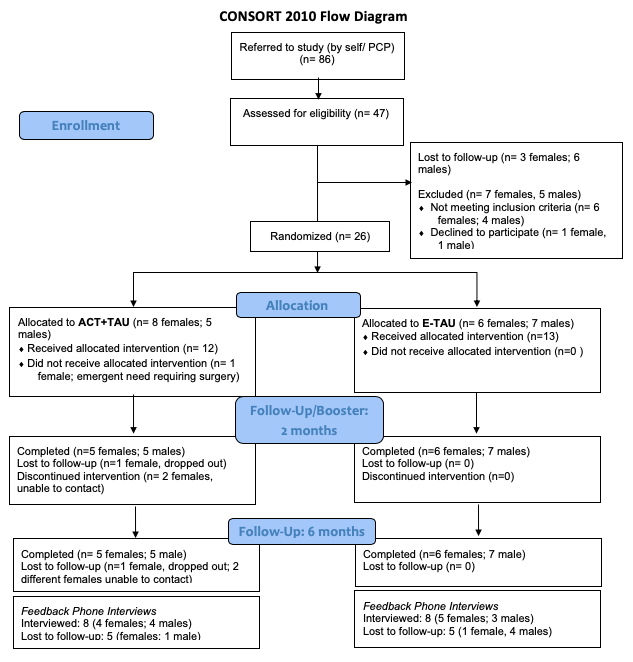 CONSORT 2010 Flow Diagram
Referred to study (by self/ PCP)
(n= 86)
Assessed for eligibility (n= 47)
Enrollment
Lost to follow-up (n= 3 females; 6
males)
Excluded (n= 7 females, 5 males)
♦ Not meeting inclusion criteria (n= 6
females; 4 males)
♦ Declined to participate (n= 1 female,
1 male)
Randomized (n= 26)
Allocation
Allocated to ACT+TAU (n= 8 females; 5
males)
♦ Received allocated intervention (n= 12)
♦ Did not receive allocated intervention (n= 1
female; emergent need requiring surgery)
Allocated to E-TAU (n= 6 females; 7 males)
♦ Received allocated intervention (n=13)
♦ Did not receive allocated intervention (n=0 )
Follow-Up/Booster:
2 months
Completed (n=5 females; 5 males)
Lost to follow-up (n=1 female, dropped out)
Discontinued intervention (n= 2 females,
unable to contact)
Completed (n=6 females; 7 males)
Lost to follow-up (n= 0)
Discontinued intervention (n=0)
Follow-Up: 6 months
Completed (n= 5 females; 5 male)
Lost to follow-up (n=1 female, dropped out; 2
different females unable to contact)
Completed (n=6 females; 7 male)
Lost to follow-up (n= 0)
Feedback Phone Interviews
Interviewed: 8 (4 females; 4 males)
Lost to follow-up: 5 (females: 1 male)
Feedback Phone Interviews
Interviewed: 8 (5 females; 3 males)
Lost to follow-up: 5 (1 female, 4 males)